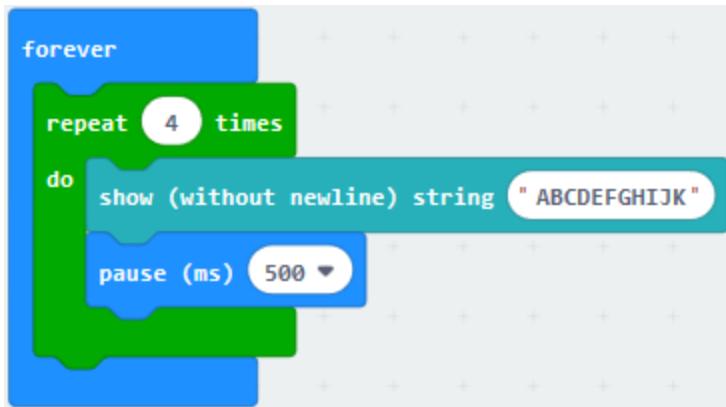 forever
repeat 4 times
do
show (without newline) string "ABCDEFGHIJK"
pause (ms) 500